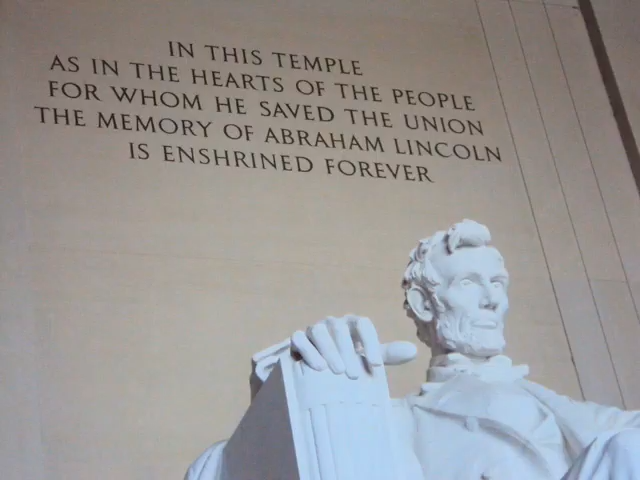 IN THIS TEMPLE
AS IN THE HEARTS OF THE PEOPLE
FOR WHOM HE SAVED THE UNION
THE MEMORY OF ABRAHAM LINCOLN
IS ENSHRINED FOREVER